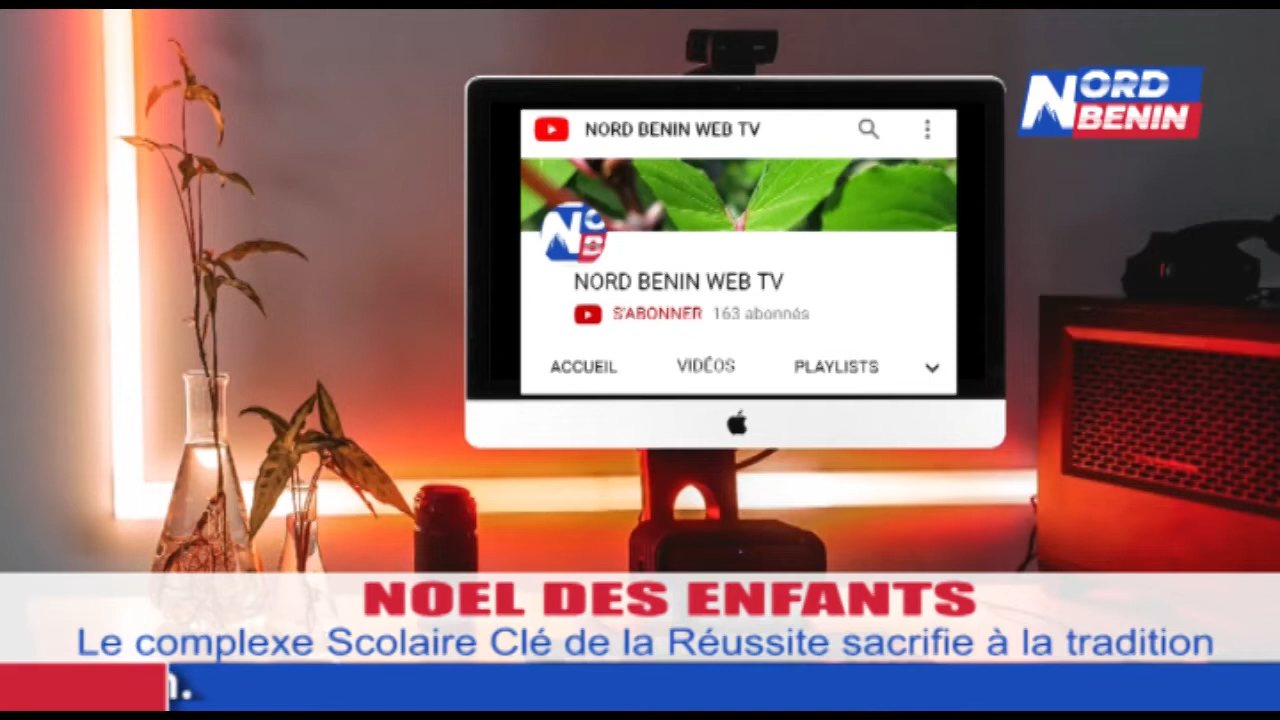 NORD
BENIN
NORD BENIN WEB TV
NORD BENIN WEB TV
S'ABONNER 163 abonnés
ACCUEIL VIDÉOS PLAYLISTS
NOEL DES ENFANTS
Le complexe Scolaire Clé de la Réussite sacrifie à la tradition